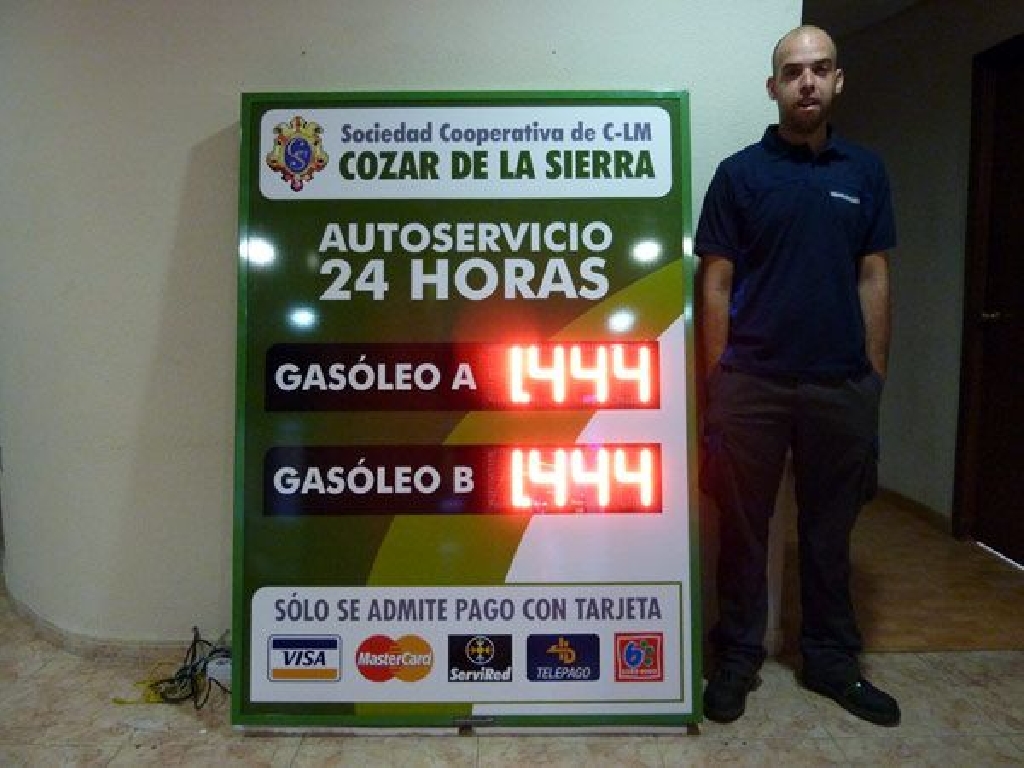 Sociedad Cooperativa de C-LM
COZAR DE LA SIERRA
AUTOSERVICIO
24 HORAS
GASÓLEO A 1.444
GASÓLEO B 1.444
SÓLO SE ADMITE PAGO CON TARJETA
VISA MasterCard ServiRed TELEPAGO